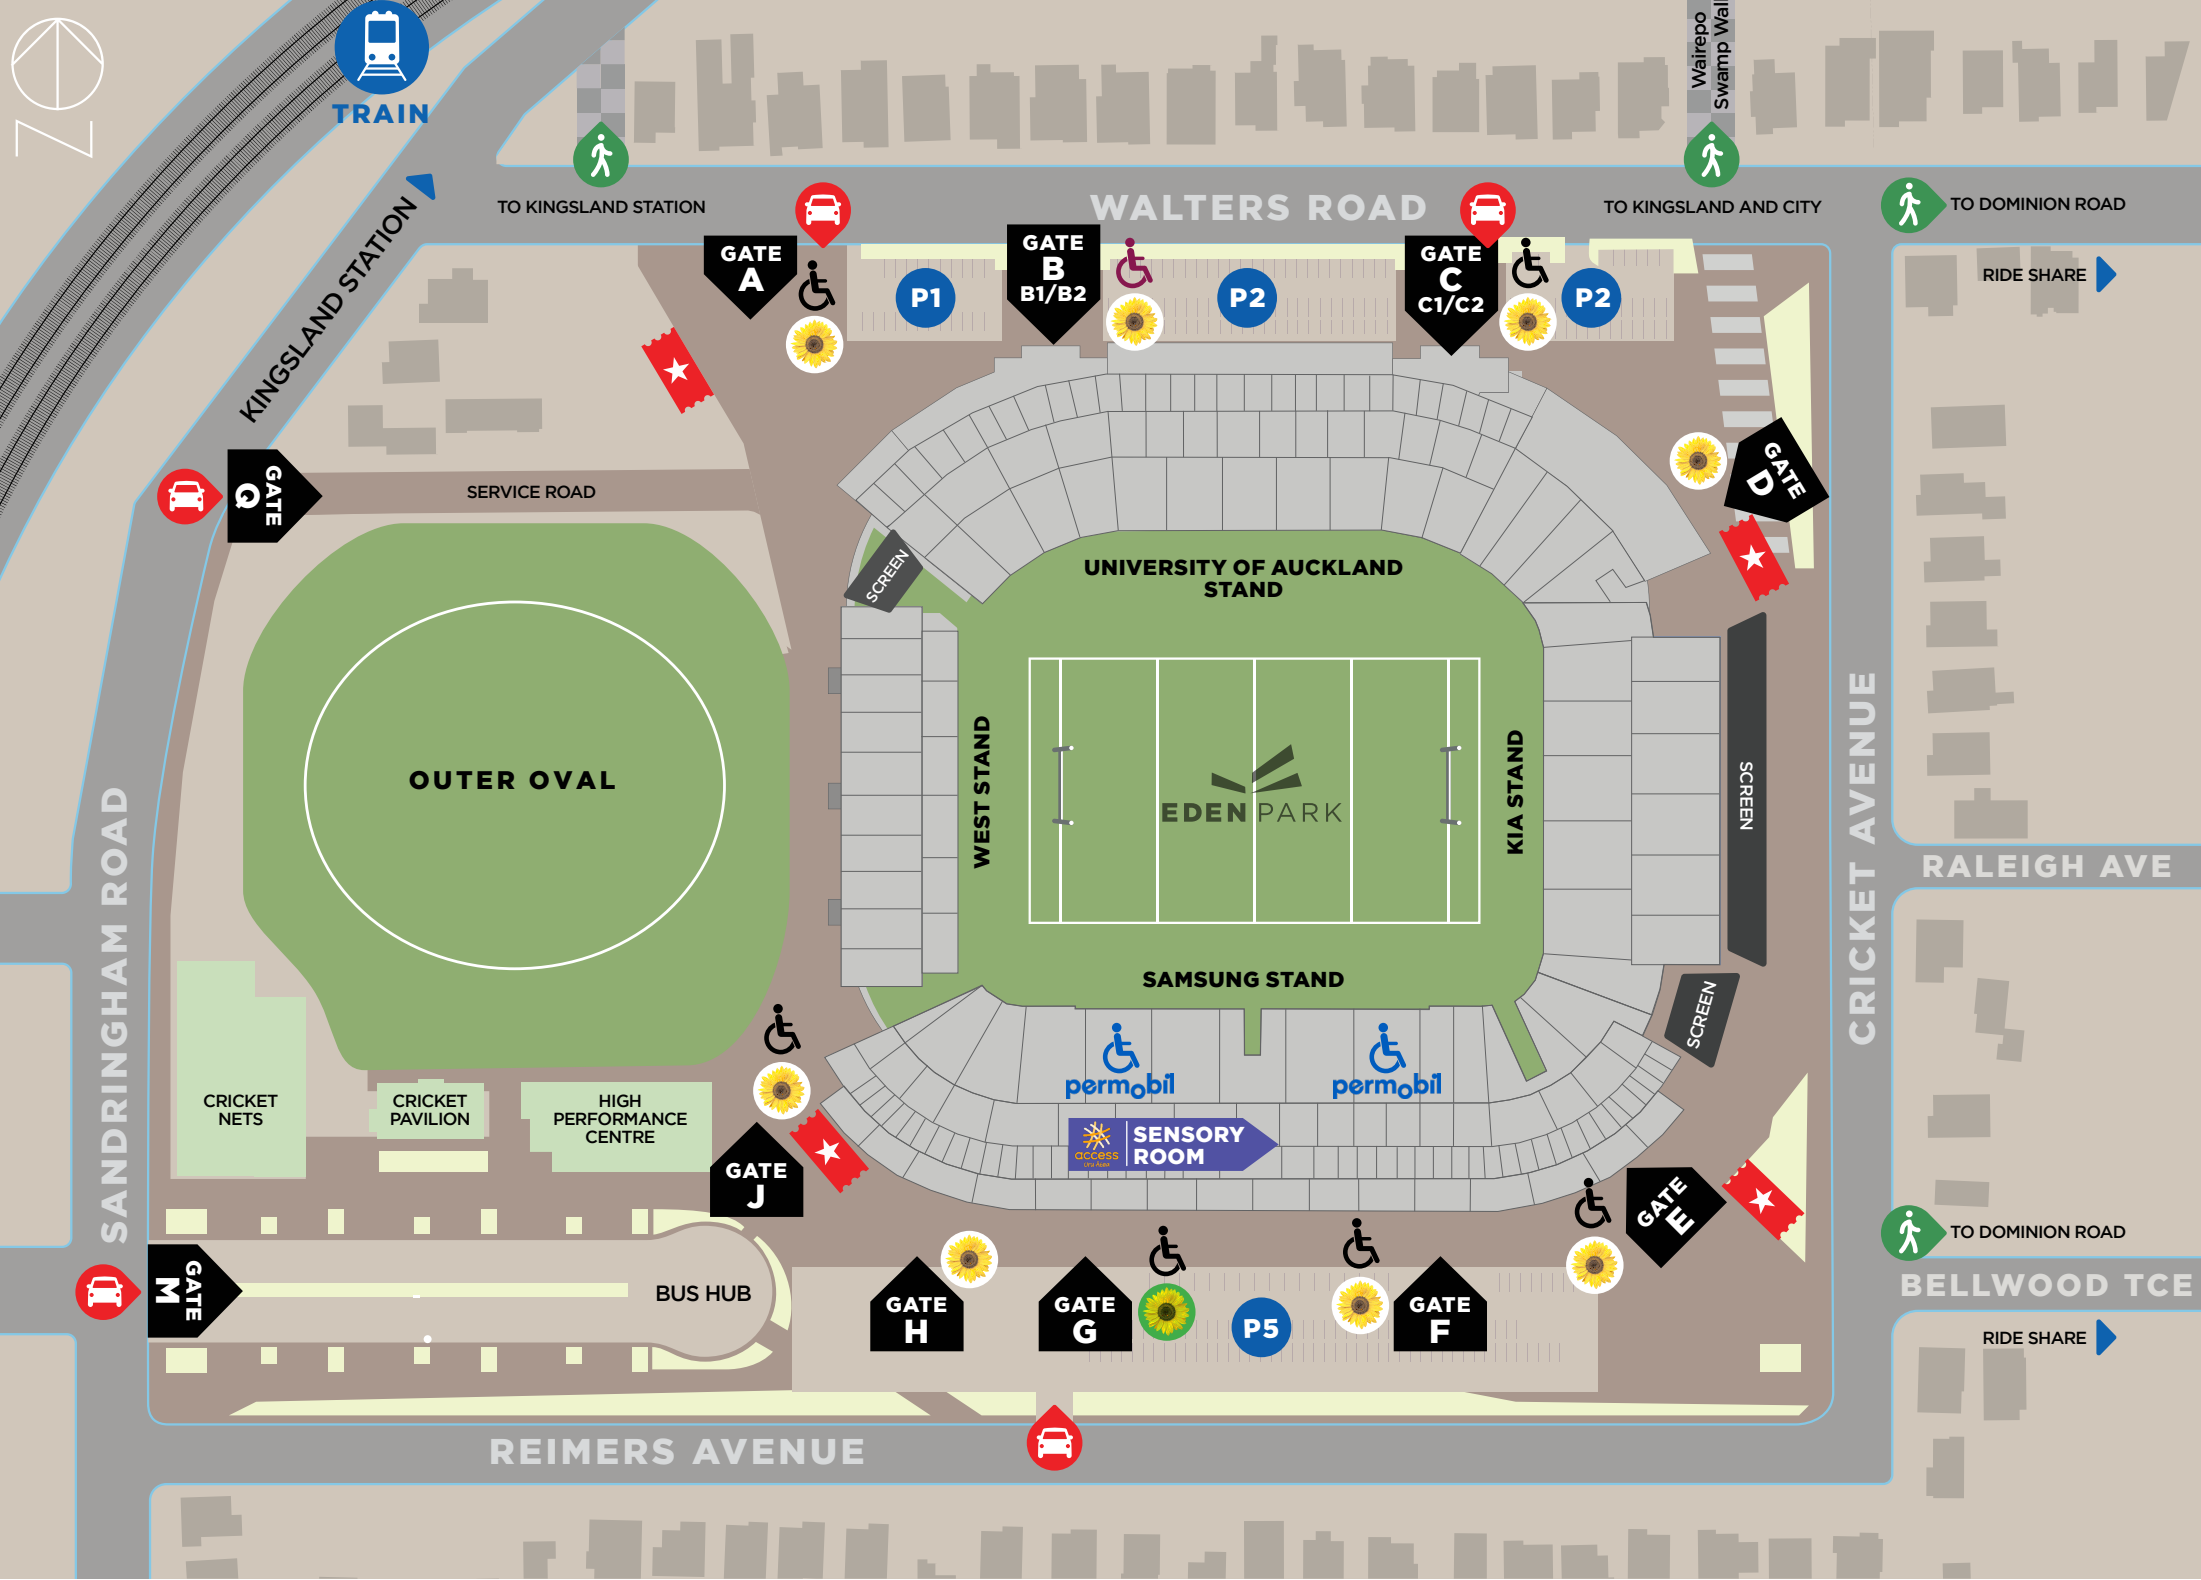 TRAIN
Wairepo
Swamp Wal
TO KINGSLAND STATION
WALTERS ROAD
TO KINGSLAND AND CITY
TO DOMINION ROAD
KINGSLAND STATION
GATE
A
GATE
B
B1/B2
GATE
C
C1/C2
P1
P2
P2
RIDE SHARE
GATE
Q
SERVICE ROAD
GATE
D
SCREEN
UNIVERSITY OF AUCKLAND
STAND
OUTER OVAL
WEST STAND
EDEN PARK
KIA STAND
SCREEN
CRICKET AVENUE
RALEIGH AVE
SANDRINGHAM ROAD
SAMSUNG STAND
SCREEN
permobil
permobil
CRICKET
NETS
CRICKET
PAVILION
HIGH
PERFORMANCE
CENTRE
access
SENSORY
ROOM
GATE
J
GATE
E
TO DOMINION ROAD
BELLWOOD TCE
GATE
M
BUS HUB
GATE
H
GATE
G
P5
GATE
F
RIDE SHARE
REIMERS AVENUE